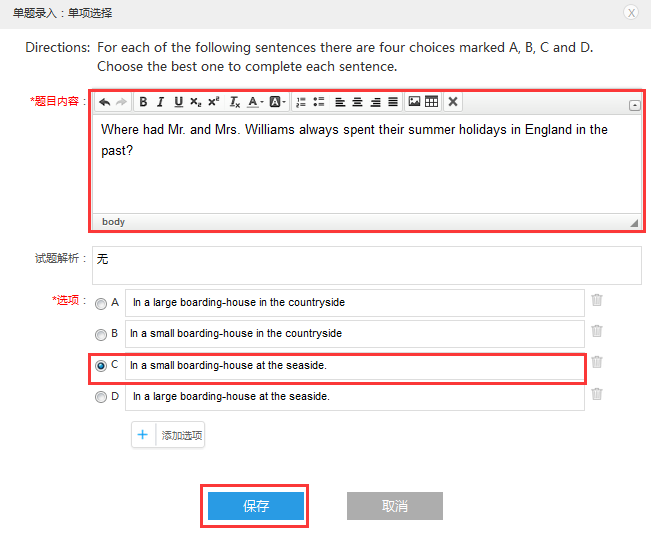 单题录入：单项选择
X
Directions: For each of the following sentences there are four choices marked A, B, C and D.
Choose the best one to complete each sentence.
*题目内容：
B I U x₂ x² Tx A A
Where had Mr. and Mrs. Williams always spent their summer holidays in England in the
past?
body
试题解析： 无
*选项： A In a large boarding-house in the countryside
B In a small boarding-house in the countryside
C In a small boarding-house at the seaside.
D In a large boarding-house at the seaside.
+ 添加选项
保存 取消